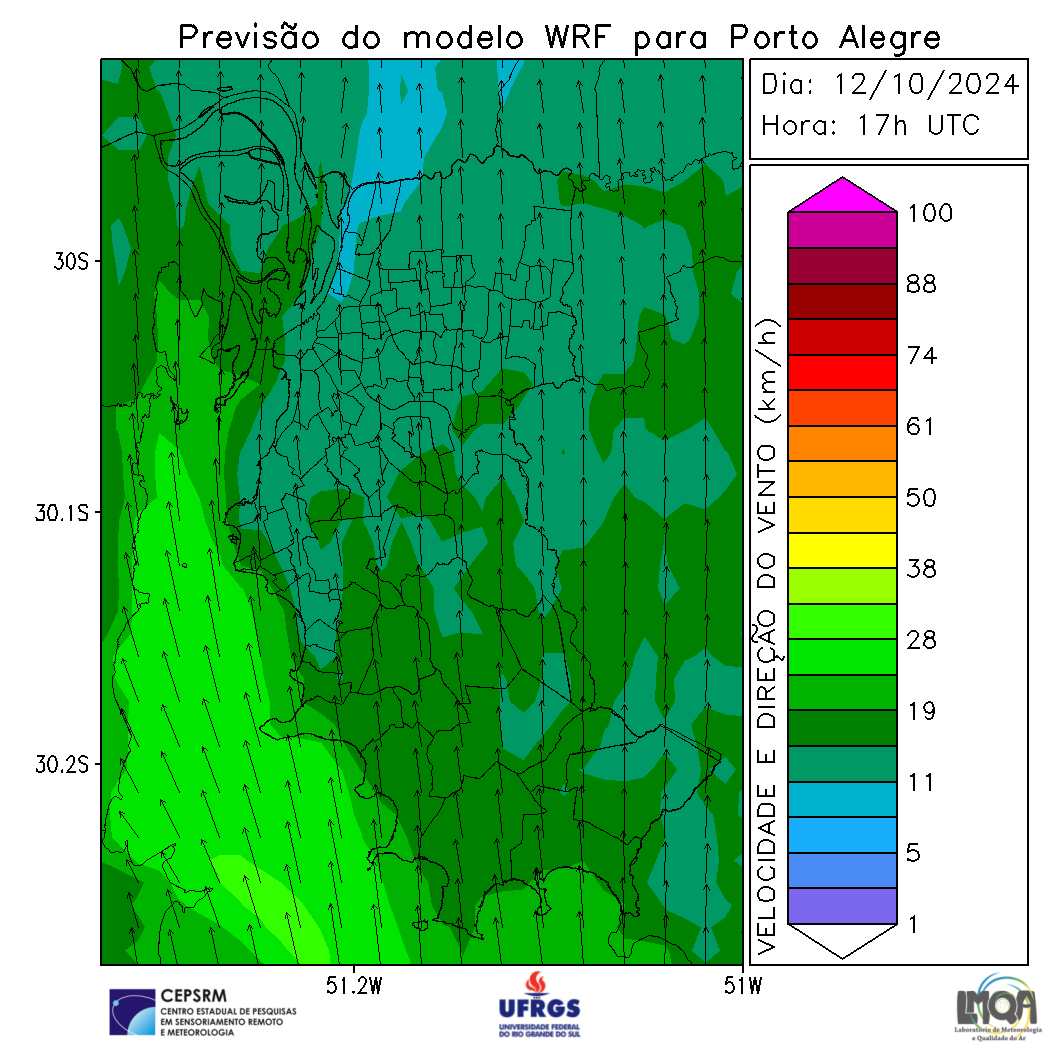 Previsão do modelo WRF para Porto Alegre
Dia: 12/10/2024
Hora: 17h UTC
30S
30.1S
30.2S
51.2W
51W
VELOCIDADE E DIREÇÃO DO VENTO (km/h)
100
88
74
61
50
38
28
19
11
5
1
CEPSRM
CENTRO ESTADUAL DE PESQUISAS
EM SENSORIAMENTO REMOTO
E METEOROLOGIA
UFRGS
UNIVERSIDADE FEDERAL
DO RIO GRANDE DO SUL
LMQA
Laboratório de Meteorologia
e Qualidade do Ar